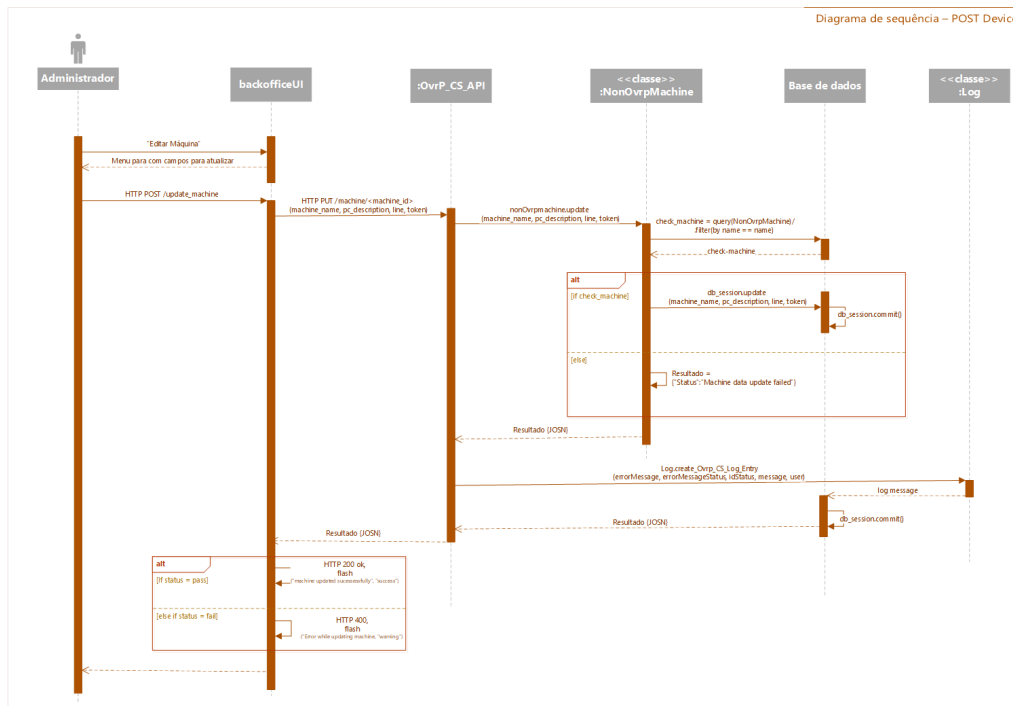 Diagrama de sequência – POST Device
Administrador
backofficeUI
:OvrP_CS_API
<<classe>>
:NonOvrpMachine
Base de dados
<<classe>>
:Log
"Editar Máquina"
Menu para com campos para atualizar
HTTP POST /update_machine
HTTP PUT /machine/<machine_id>
(machine_name, pc_description, line, token)
nonOvrpmachine.update
(machine_name, pc_description, line, token)
check_machine = query(NonOvrpMachine)/
.filter(by name == name)
check-machine
alt
[if check_machine]
db_session.update
(machine_name, pc_description, line, token)
db_session.commit()
[else]
Resultado =
{"Status":"Machine data update failed"}
Resultado (JOSN)
Log.create_Ovrp_CS_Log_Entry
(errorMessage, errorMessageStatus, idStatus, message, user)
log message
db_session.commit()
Resultado (JOSN)
Resultado (JOSN)
alt
[If status = pass]
HTTP 200 ok,
flash
("machine updated sucssessfully", "success")
[else if status = fail]
HTTP 400,
flash
("Error while updating machine, "warning")